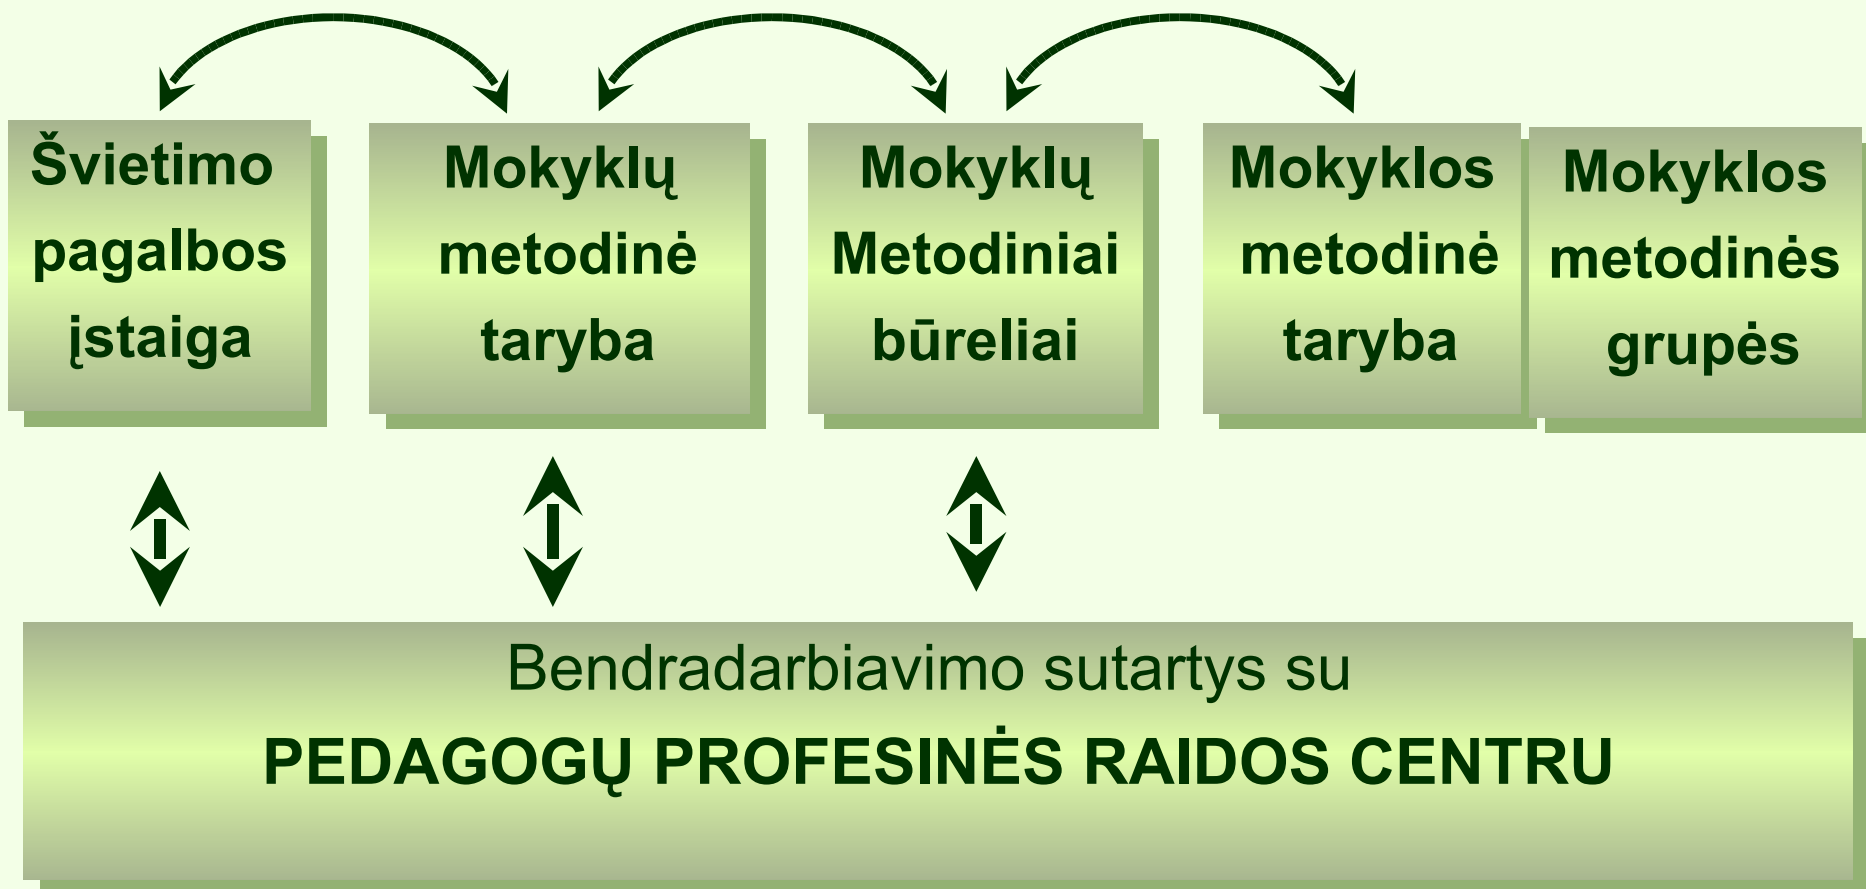 Švietimo
pagalbos
įstaiga
Mokyklų
metodinė
taryba
Mokyklų
Metodiniai
būreliai
Mokyklos
metodinė
taryba
Mokyklos
metodinės
grupės
Bendradarbiavimo sutartys su
PEDAGOGŲ PROFESINĖS RAIDOS CENTRU